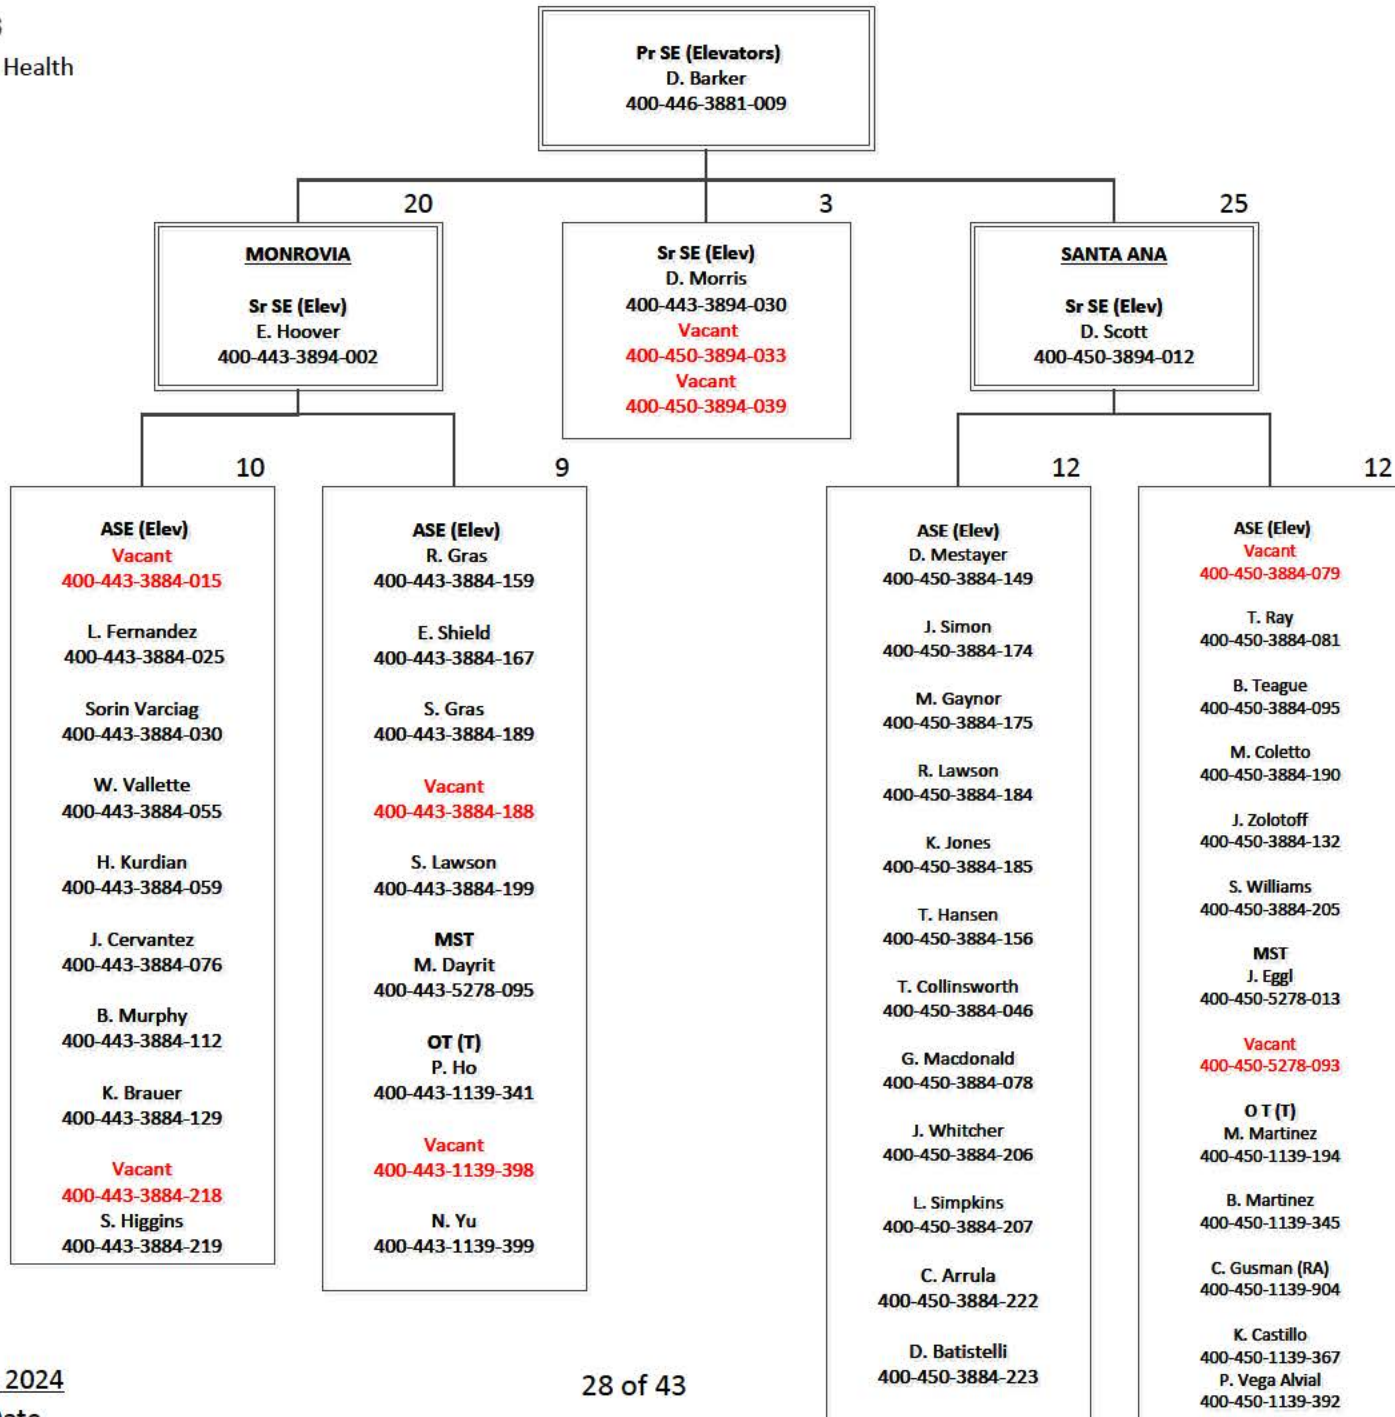 Health
Pr SE (Elevators)
D. Barker
400-446-3881-009
20
MONROVIA
Sr SE (Elev)
E. Hoover
400-443-3894-002
3
Sr SE (Elev)
D. Morris
400-443-3894-030
Vacant
400-450-3894-033
Vacant
400-450-3894-039
25
SANTA ANA
Sr SE (Elev)
D. Scott
400-450-3894-012
10
ASE (Elev)
Vacant
400-443-3884-015
L. Fernandez
400-443-3884-025
Sorin Varciag
400-443-3884-030
W. Vallette
400-443-3884-055
H. Kurdian
400-443-3884-059
J. Cervantez
400-443-3884-076
B. Murphy
400-443-3884-112
K. Brauer
400-443-3884-129
Vacant
400-443-3884-218
S. Higgins
400-443-3884-219
9
ASE (Elev)
R. Gras
400-443-3884-159
E. Shield
400-443-3884-167
S. Gras
400-443-3884-189
Vacant
400-443-3884-188
S. Lawson
400-443-3884-199
MST
M. Dayrit
400-443-5278-095
OT (T)
P. Ho
400-443-1139-341
Vacant
400-443-1139-398
N. Yu
400-443-1139-399
12
ASE (Elev)
D. Mestayer
400-450-3884-149
J. Simon
400-450-3884-174
M. Gaynor
400-450-3884-175
R. Lawson
400-450-3884-184
K. Jones
400-450-3884-185
T. Hansen
400-450-3884-156
T. Collinsworth
400-450-3884-046
G. Macdonald
400-450-3884-078
J. Whitcher
400-450-3884-206
L. Simpkins
400-450-3884-207
C. Arrula
400-450-3884-222
D. Batistelli
400-450-3884-223
12
ASE (Elev)
Vacant
400-450-3884-079
T. Ray
400-450-3884-081
B. Teague
400-450-3884-095
M. Coletto
400-450-3884-190
J. Zolotoff
400-450-3884-132
S. Williams
400-450-3884-205
MST
J. Eggl
400-450-5278-013
Vacant
400-450-5278-093
O T (T)
M. Martinez
400-450-1139-194
B. Martinez
400-450-1139-345
C. Gusman (RA)
400-450-1139-904
K. Castillo
400-450-1139-367
P. Vega Alvial
400-450-1139-392
2024
28 of 43